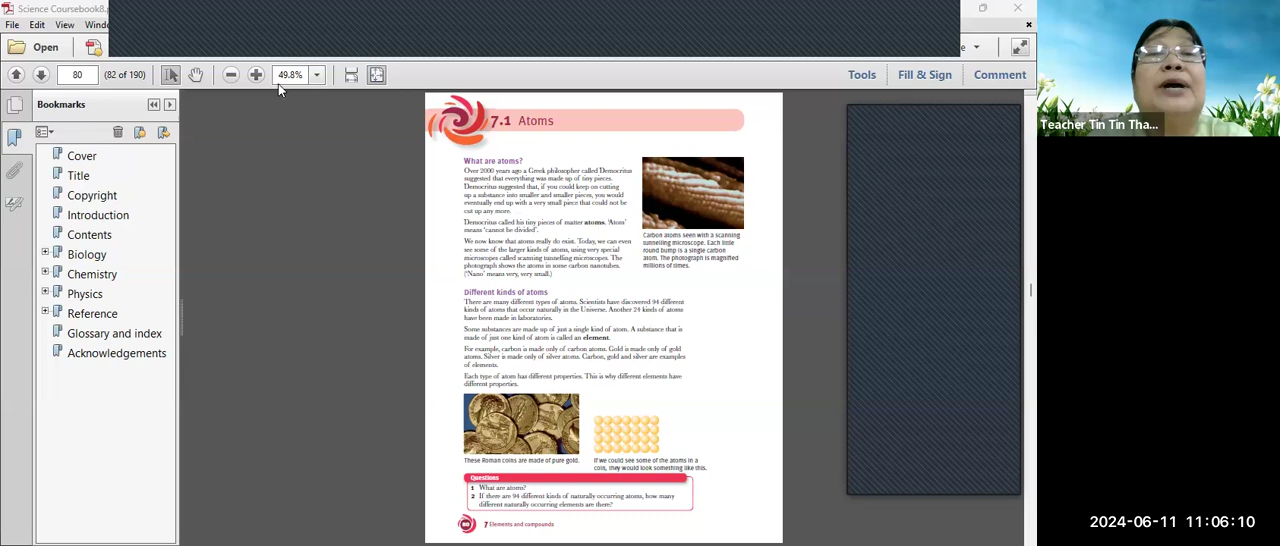 Science Coursebook8.p
File Edit View Windo
Open
80 (82 of 190) 49.8% Tools Fill & Sign Comment
Bookmarks
Cover
Title
Copyright
Introduction
Contents
Biology
Chemistry
Physics
Reference
Glossary and index
Acknowledgements
7.1 Atoms
What are atoms?
Over 2000 years ago a Greek philosopher called Democritus
suggested that everything was made up of tiny pieces.
Democritus suggested that, if you could keep on cutting
up a substance into smaller and smaller pieces, you would
eventually end up with a very small piece that could not be
cut up any more.
Democritus called his tiny pieces of matter atoms. 'Atom'
means 'cannot be divided'.
We now know that atoms really do exist. Today, we can even
see some of the larger kinds of atoms, using very special
microscopes called scanning tunnelling microscopes. The
photograph shows the atoms in some carbon nanotubes.
('Nano' means very, very small.)
Carbon atoms seen with a scanning
tunnelling microscope. Each little
round bump is a single carbon
atom. The photograph is magnified
millions of times.
Different kinds of atoms
There are many different types of atoms. Scientists have discovered 94 different
kinds of atoms that occur naturally in the Universe. Another 24 kinds of atoms
have been made in laboratories.
Some substances are made up of just a single kind of atom. A substance that is
made of just one kind of atom is called an element.
For example, carbon is made only of carbon atoms. Gold is made only of gold
atoms. Silver is made only of silver atoms. Carbon, gold and silver are examples
of elements.
Each type of atom has different properties. This is why different elements have
different properties.
These Roman coins are made of pure gold.
If we could see some of the atoms in a
coin, they would look something like this.
Questions
1 What are atoms?
2 If there are 94 different kinds of naturally occurring atoms, how many
different naturally occurring elements are there?
80 7 Elements and compounds
Teacher Tin Tin Tha...
2024-06-11 11:06:10